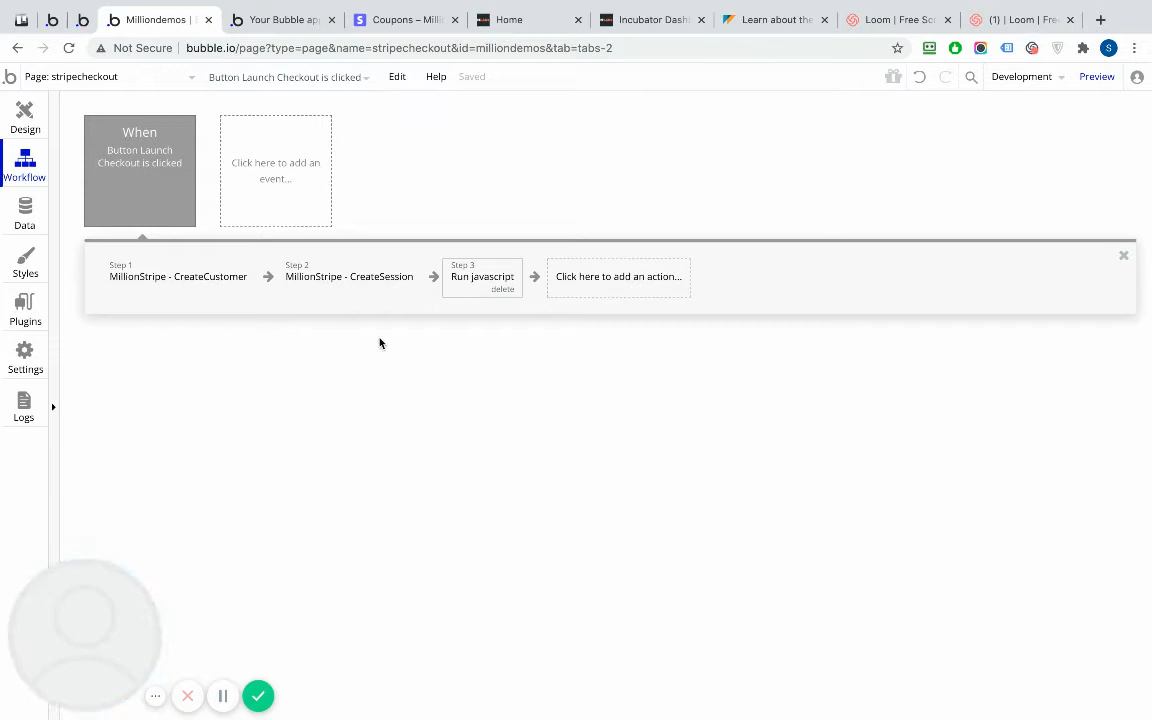 Milliondemos | B
Your Bubble ap
Coupons – Millic
Home
Incubator Dash
Learn about the
Loom | Free Scr
(1) | Loom | Free
Not Secure
bubble.io/page?type=page&name=stripecheckout&id=milliondemos&tab=tabs-2
S
Page: stripecheckout
Button Launch Checkout is clicked
Edit
Help
Saved
Development
Preview
Design
Workflow
Data
Styles
Plugins
Settings
Logs
When
Button Launch
Checkout is clicked
Click here to add an
event...
Step 1
MillionStripe - CreateCustomer
Step 2
MillionStripe - CreateSession
Step 3
Run javascript
delete
Click here to add an action...